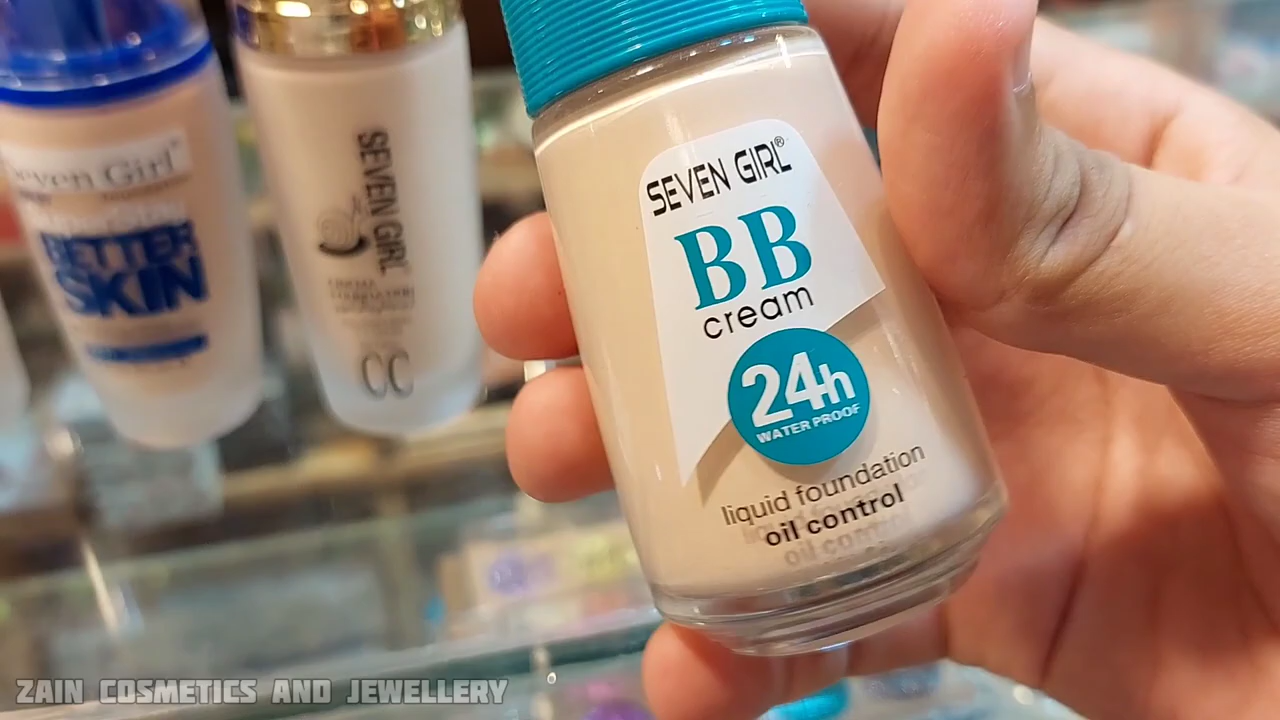 Seven Girl
BETTER
SKIN
SEVEN GIRL
CC
SEVEN GIRL®
BB
cream
24h
WATER PROOF
liquid foundation
oil control
ZAIN COSMETICS AND JEWELLERY